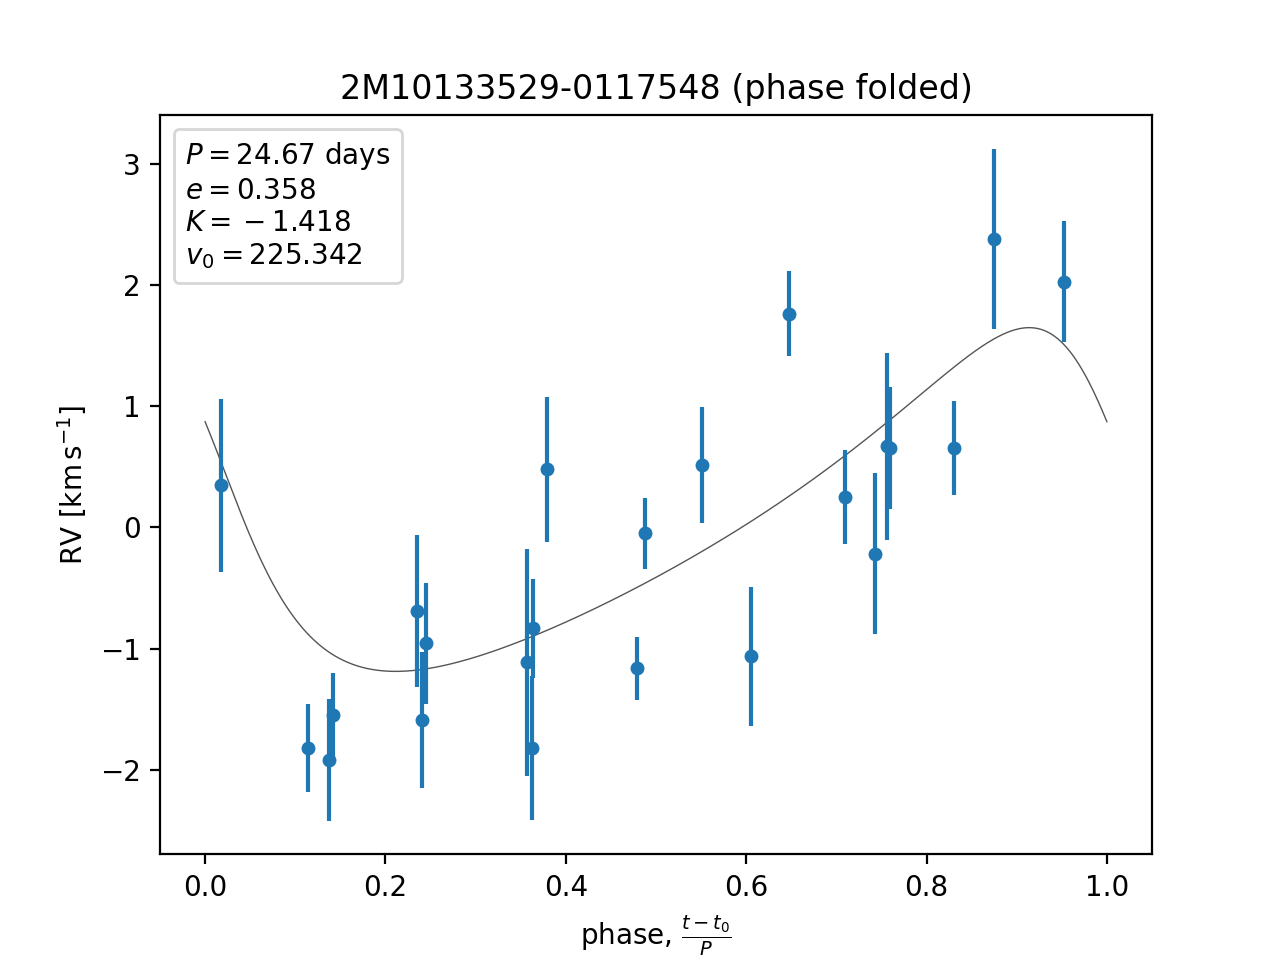 2M10133529-0117548 (phase folded)
P = 24.67 days
e = 0.358
K = −1.418
v₀ = 225.342
3
2
1
0
−1
−2
RV [km s⁻¹]
0.0 0.2 0.4 0.6 0.8 1.0
phase, (t − t₀)/P